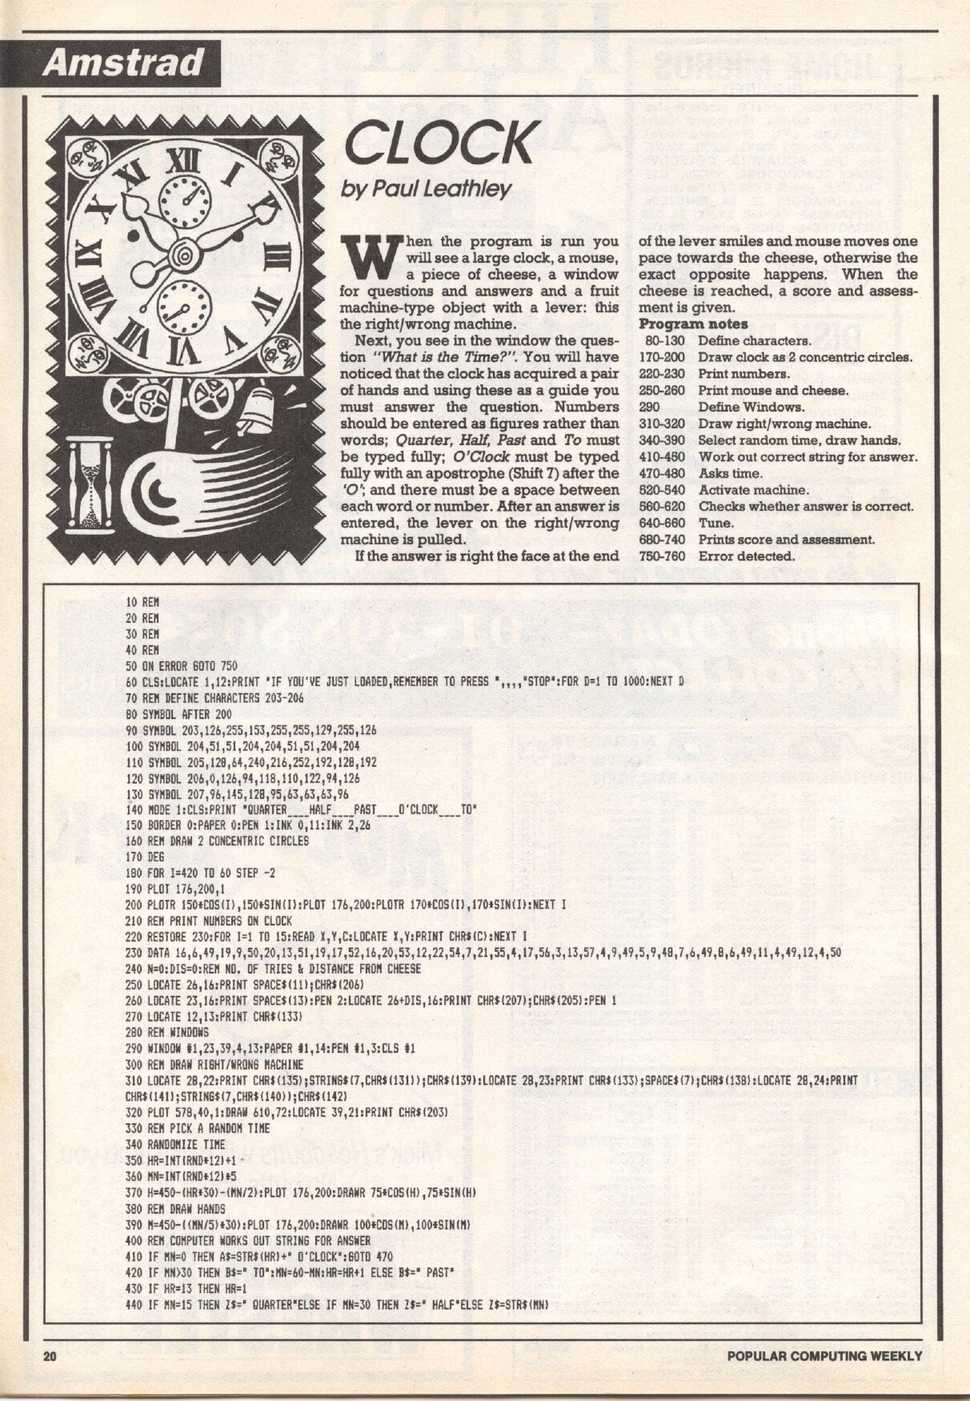 Amstrad
XII
I
III
V
VI
VII
VIII
IX
X
XI
CLOCK
by Paul Leathley
When the program is run you
will see a large clock, a mouse,
a piece of cheese, a window
for questions and answers and a fruit
machine-type object with a lever: this
the right/wrong machine.
Next, you see in the window the ques-
tion "What is the Time?". You will have
noticed that the clock has acquired a pair
of hands and using these as a guide you
must answer the question. Numbers
should be entered as figures rather than
words; Quarter, Half, Past and To must
be typed fully; O'Clock must be typed
fully with an apostrophe (Shift 7) after the
'O'; and there must be a space between
each word or number. After an answer is
entered, the lever on the right/wrong
machine is pulled.
If the answer is right the face at the end
of the lever smiles and mouse moves one
pace towards the cheese, otherwise the
exact opposite happens. When the
cheese is reached, a score and assess-
ment is given.
Program notes
80-130 Define characters.
170-200 Draw clock as 2 concentric circles.
220-230 Print numbers.
250-260 Print mouse and cheese.
290 Define Windows.
310-320 Draw right/wrong machine.
340-390 Select random time, draw hands.
410-450 Work out correct string for answer.
470-480 Asks time.
520-540 Activate machine.
560-620 Checks whether answer is correct.
640-660 Tune.
680-740 Prints score and assessment.
750-760 Error detected.
10 REM
20 REM
30 REM
40 REM
50 ON ERROR GOTO 750
60 CLS:LOCATE 1,12:PRINT "IF YOU'VE JUST LOADED,REMEMBER TO PRESS ",,,,"STOP":FOR D=1 TO 1000:NEXT D
70 REM DEFINE CHARACTERS 203-206
80 SYMBOL AFTER 200
90 SYMBOL 203,126,255,153,255,255,129,255,126
100 SYMBOL 204,51,51,204,204,51,51,204,204
110 SYMBOL 205,128,64,240,216,252,192,128,192
120 SYMBOL 206,0,126,94,118,110,122,94,126
130 SYMBOL 207,96,145,128,95,63,63,63,96
140 MODE 1:CLS:PRINT "QUARTER____HALF____PAST____O'CLOCK____TO"
150 BORDER 0:PAPER 0:PEN 1:INK 0,11:INK 2,26
160 REM DRAW 2 CONCENTRIC CIRCLES
170 DEG
180 FOR I=420 TO 60 STEP -2
190 PLOT 176,200,1
200 PLOTR 150*COS(I),150*SIN(I):PLOT 176,200:PLOTR 170*COS(I),170*SIN(I):NEXT I
210 REM PRINT NUMBERS ON CLOCK
220 RESTORE 230:FOR I=1 TO 15:READ X,Y,C:LOCATE X,Y:PRINT CHR$(C):NEXT I
230 DATA 16,6,49,19,9,50,20,13,51,19,17,52,16,20,53,12,22,54,7,21,55,4,17,56,3,13,57,4,9,49,5,9,48,7,6,49,8,6,49,11,4,49,12,4,50
240 N=0:DIS=0:REM NO. OF TRIES & DISTANCE FROM CHEESE
250 LOCATE 26,16:PRINT SPACE$(11);CHR$(206)
260 LOCATE 23,16:PRINT SPACE$(13):PEN 2:LOCATE 26+DIS,16:PRINT CHR$(207);CHR$(205):PEN 1
270 LOCATE 12,13:PRINT CHR$(133)
280 REM WINDOWS
290 WINDOW #1,23,39,4,13:PAPER #1,14:PEN #1,3:CLS #1
300 REM DRAW RIGHT/WRONG MACHINE
310 LOCATE 28,22:PRINT CHR$(135);STRING$(7,CHR$(131));CHR$(139):LOCATE 28,23:PRINT CHR$(133);SPACE$(7);CHR$(138):LOCATE 28,24:PRINT
CHR$(141);STRING$(7,CHR$(140));CHR$(142)
320 PLOT 578,40,1:DRAW 610,72:LOCATE 39,21:PRINT CHR$(203)
330 REM PICK A RANDOM TIME
340 RANDOMIZE TIME
350 HR=INT(RND*12)+1
360 MN=INT(RND*12)*5
370 H=450-(HR*30)-(MN/2):PLOT 176,200:DRAWR 75*COS(H),75*SIN(H)
380 REM DRAW HANDS
390 M=450-((MN/5)*30):PLOT 176,200:DRAWR 100*COS(M),100*SIN(M)
400 REM COMPUTER WORKS OUT STRING FOR ANSWER
410 IF MN=0 THEN A$=STR$(HR)+" O'CLOCK":GOTO 470
420 IF MN>30 THEN B$=" TO":MN=60-MN:HR=HR+1 ELSE B$=" PAST"
430 IF HR=13 THEN HR=1
440 IF MN=15 THEN Z$=" QUARTER"ELSE IF MN=30 THEN Z$=" HALF"ELSE Z$=STR$(MN)
20
POPULAR COMPUTING WEEKLY